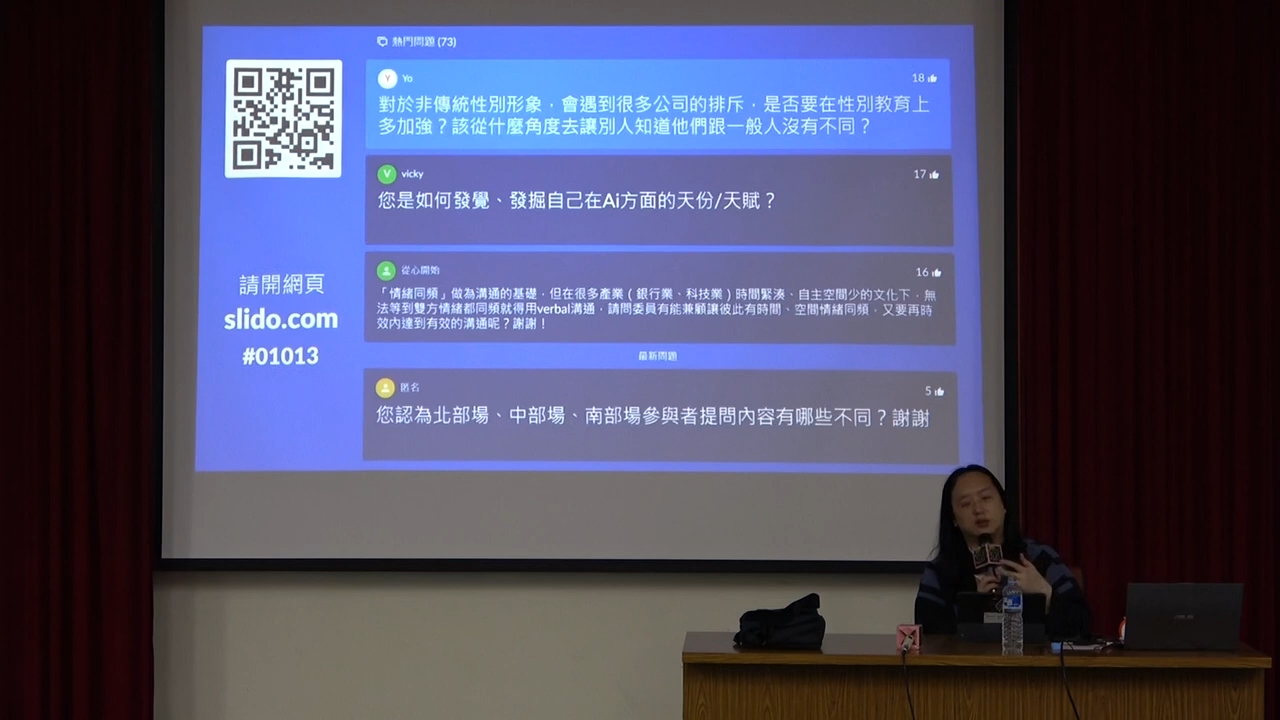 熱門問題 (73)
Y
Yo
18
對於非傳統性別形象，會遇到很多公司的排斥，是否要在性別教育上
多加強？該從什麼角度去讓別人知道他們跟一般人沒有不同？
V
vicky
17
您是如何發覺、發掘自己在Ai方面的天份/天賦？
從心開始
16
「情緒同頻」做為溝通的基礎，但在很多產業（銀行業、科技業）時間緊湊、自主空間少的文化下，無
法等到雙方情緒都同頻就得用verbal溝通，請問委員有能兼顧讓彼此有時間、空間情緒同頻，又要再時
效內達到有效的溝通呢？謝謝！
最新問題
匿名
5
您認為北部場、中部場、南部場參與者提問內容有哪些不同？謝謝
請開網頁
slido.com
#01013
ASUS